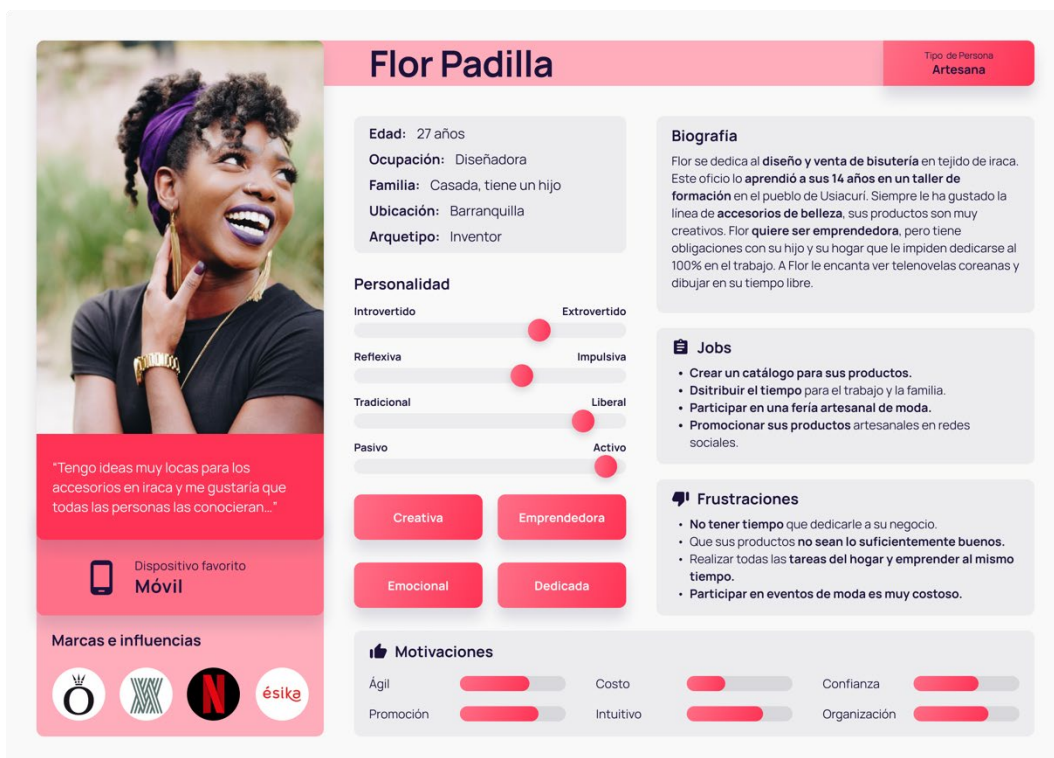 Flor Padilla
Tipo de Persona
Artesana
Edad: 27 años
Ocupación: Diseñadora
Familia: Casada, tiene un hijo
Ubicación: Barranquilla
Arquetipo: Inventor
Personalidad
Introvertido Extrovertido
Reflexiva Impulsiva
Tradicional Liberal
Pasivo Activo
Creativa Emprendedora
Emocional Dedicada
"Tengo ideas muy locas para los
accesorios en iraca y me gustaría que
todas las personas las conocieran..."
Dispositivo favorito
Móvil
Marcas e influencias
N
ésika
Biografía
Flor se dedica al diseño y venta de bisutería en tejido de iraca.
Este oficio lo aprendió a sus 14 años en un taller de
formación en el pueblo de Usiacurí. Siempre le ha gustado la
línea de accesorios de belleza, sus productos son muy
creativos. Flor quiere ser emprendedora, pero tiene
obligaciones con su hijo y su hogar que le impiden dedicarse al
100% en el trabajo. A Flor le encanta ver telenovelas coreanas y
dibujar en su tiempo libre.
Jobs
• Crear un catálogo para sus productos.
• Dsitribuir el tiempo para el trabajo y la familia.
• Participar en una fería artesanal de moda.
• Promocionar sus productos artesanales en redes
sociales.
Frustraciones
• No tener tiempo que dedicarle a su negocio.
• Que sus productos no sean lo suficientemente buenos.
• Realizar todas las tareas del hogar y emprender al mismo
tiempo.
• Participar en eventos de moda es muy costoso.
Motivaciones
Ágil Costo Confianza
Promoción Intuitivo Organización